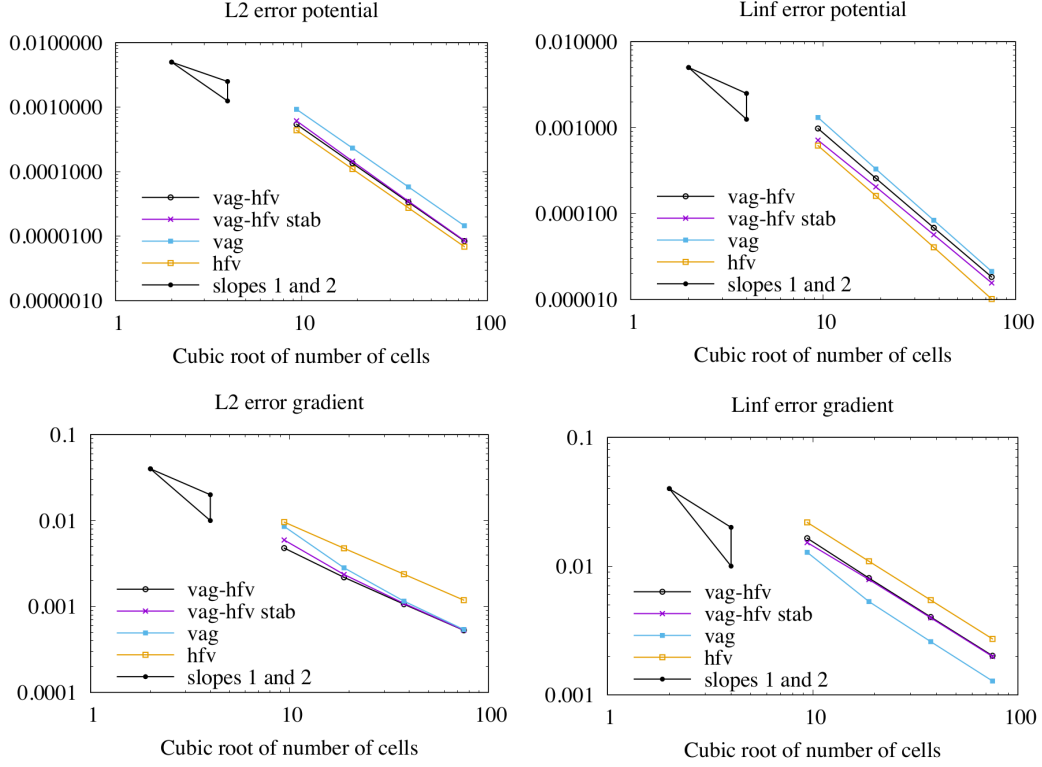 L2 error potential
0.0100000
0.0010000
0.0001000
0.0000100
0.0000010
vag-hfv
vag-hfv stab
vag
hfv
slopes 1 and 2
1 10 100
Cubic root of number of cells
Linf error potential
0.010000
0.001000
0.000100
0.000010
vag-hfv
vag-hfv stab
vag
hfv
slopes 1 and 2
1 10 100
Cubic root of number of cells
L2 error gradient
0.1
0.01
0.001
0.0001
vag-hfv
vag-hfv stab
vag
hfv
slopes 1 and 2
1 10 100
Cubic root of number of cells
Linf error gradient
0.1
0.01
0.001
vag-hfv
vag-hfv stab
vag
hfv
slopes 1 and 2
1 10 100
Cubic root of number of cells